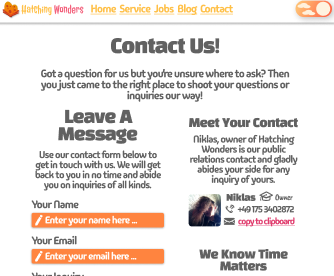 Hatching Wonders Home Service Jobs Blog Contact
Contact Us!
Got a question for us but you're unsure where to ask? Then
you just came to the right place to shoot your questions or
inquiries our way!
Leave A
Message
Use our contact form below to
get in touch with us. We will get
back to you in no time and abide
you on inquiries of all kinds.
Your Name
Enter your name here ...
Your Email
Enter your email here ...
Your Inquiry
Meet Your Contact
Niklas, owner of Hatching
Wonders is our public
relations contact and gladly
abides your side for any
inquiry of yours.
Niklas Owner
+49 175 3402872
copy to clipboard
We Know Time
Matters